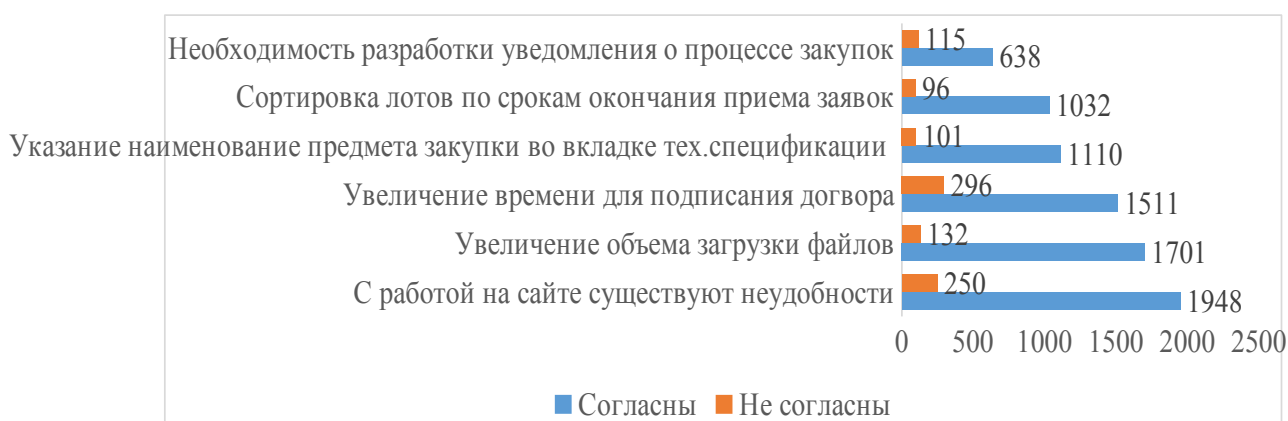 Необходимость разработки уведомления о процессе закупок
115
638
Сортировка лотов по срокам окончания приема заявок
96
1032
Указание наименование предмета закупки во вкладке тех.спецификации
101
1110
Увеличение времени для подписания догвора
296
1511
Увеличение объема загрузки файлов
132
1701
С работой на сайте существуют неудобности
250
1948
0 500 1000 1500 2000 2500
Согласны Не согласны